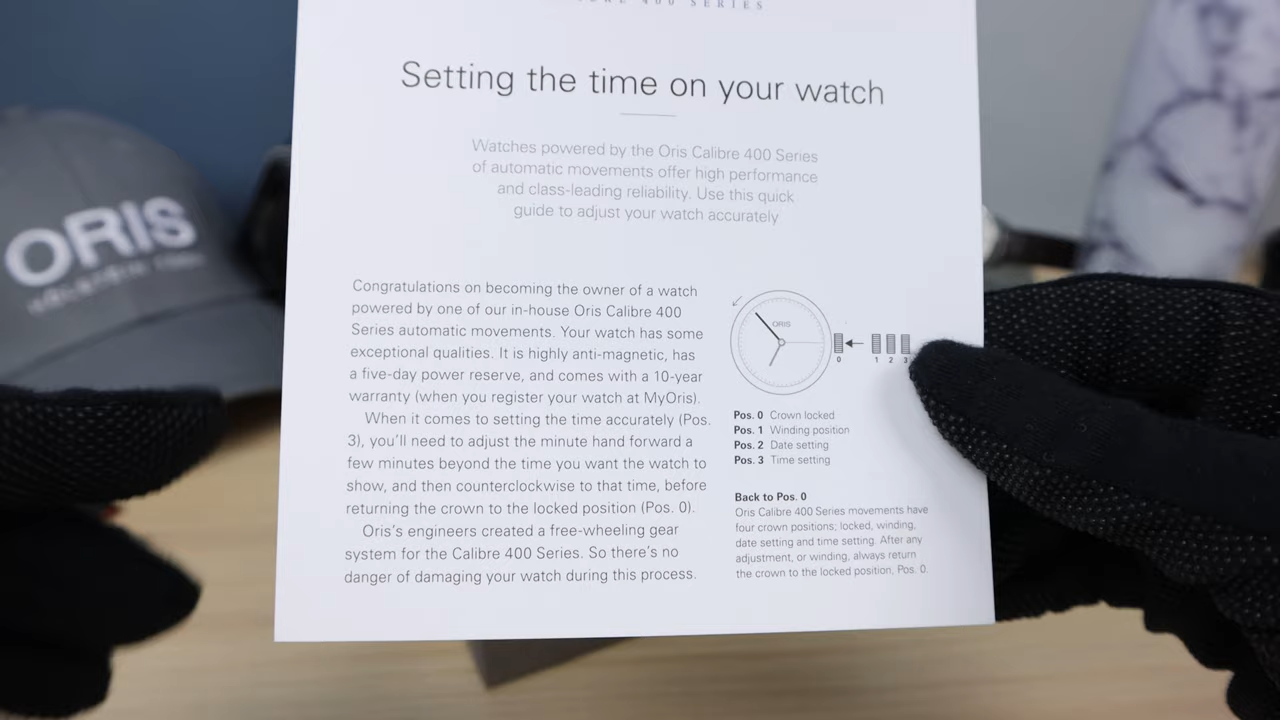 400 SERIES
Setting the time on your watch
Watches powered by the Oris Calibre 400 Series
of automatic movements offer high performance
and class-leading reliability. Use this quick
guide to adjust your watch accurately
Congratulations on becoming the owner of a watch
powered by one of our in-house Oris Calibre 400
Series automatic movements. Your watch has some
exceptional qualities. It is highly anti-magnetic, has
a five-day power reserve, and comes with a 10-year
warranty (when you register your watch at MyOris).
When it comes to setting the time accurately (Pos.
3), you'll need to adjust the minute hand forward a
few minutes beyond the time you want the watch to
show, and then counterclockwise to that time, before
returning the crown to the locked position (Pos. 0).
Oris's engineers created a free-wheeling gear
system for the Calibre 400 Series. So there's no
danger of damaging your watch during this process.
ORIS
0 1 2 3
Pos. 0 Crown locked
Pos. 1 Winding position
Pos. 2 Date setting
Pos. 3 Time setting
Back to Pos. 0
Oris Calibre 400 Series movements have
four crown positions; locked, winding,
date setting and time setting. After any
adjustment, or winding, always return
the crown to the locked position, Pos. 0.
ORIS